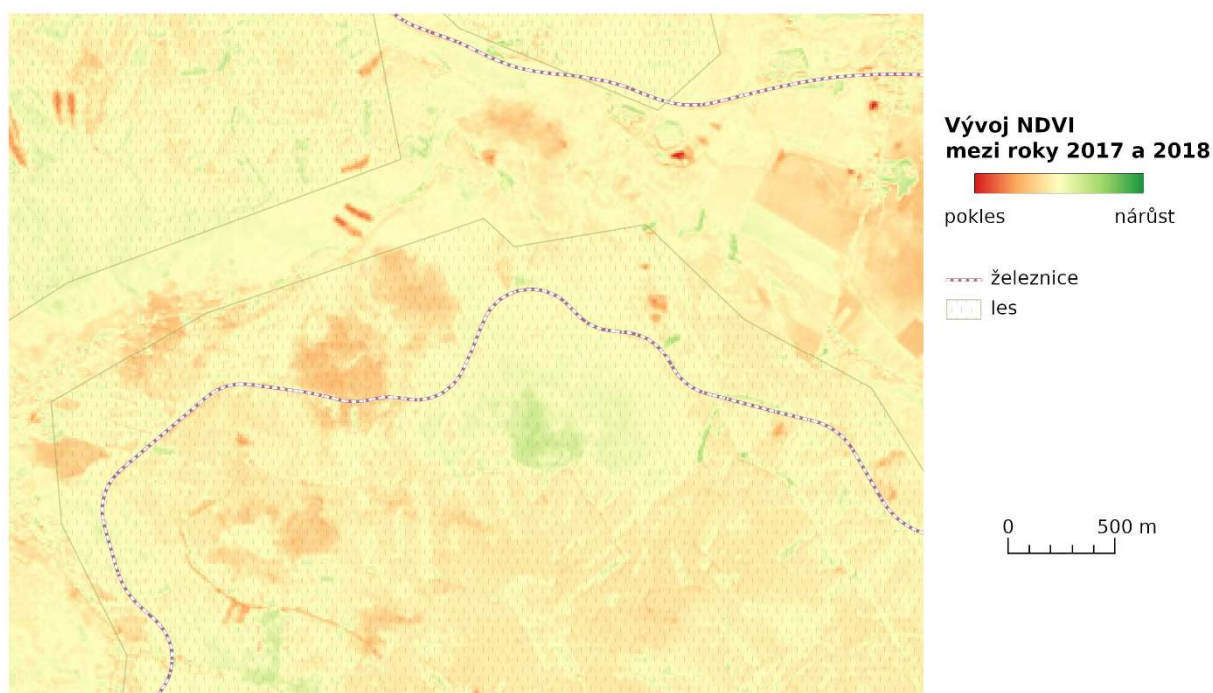 Vývoj NDVI
mezi roky 2017 a 2018
pokles nárůst
železnice
les
0 500 m